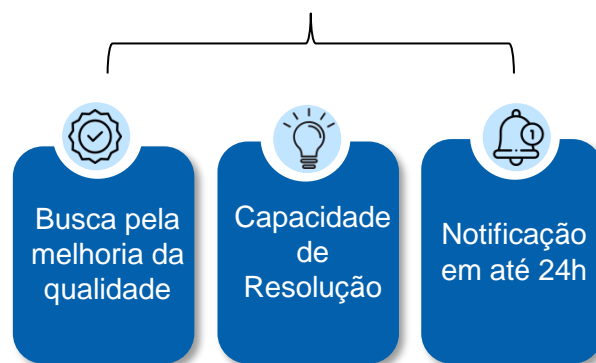 Busca pela
melhoria da
qualidade
Capacidade
de
Resolução
1
Notificação
em até 24h